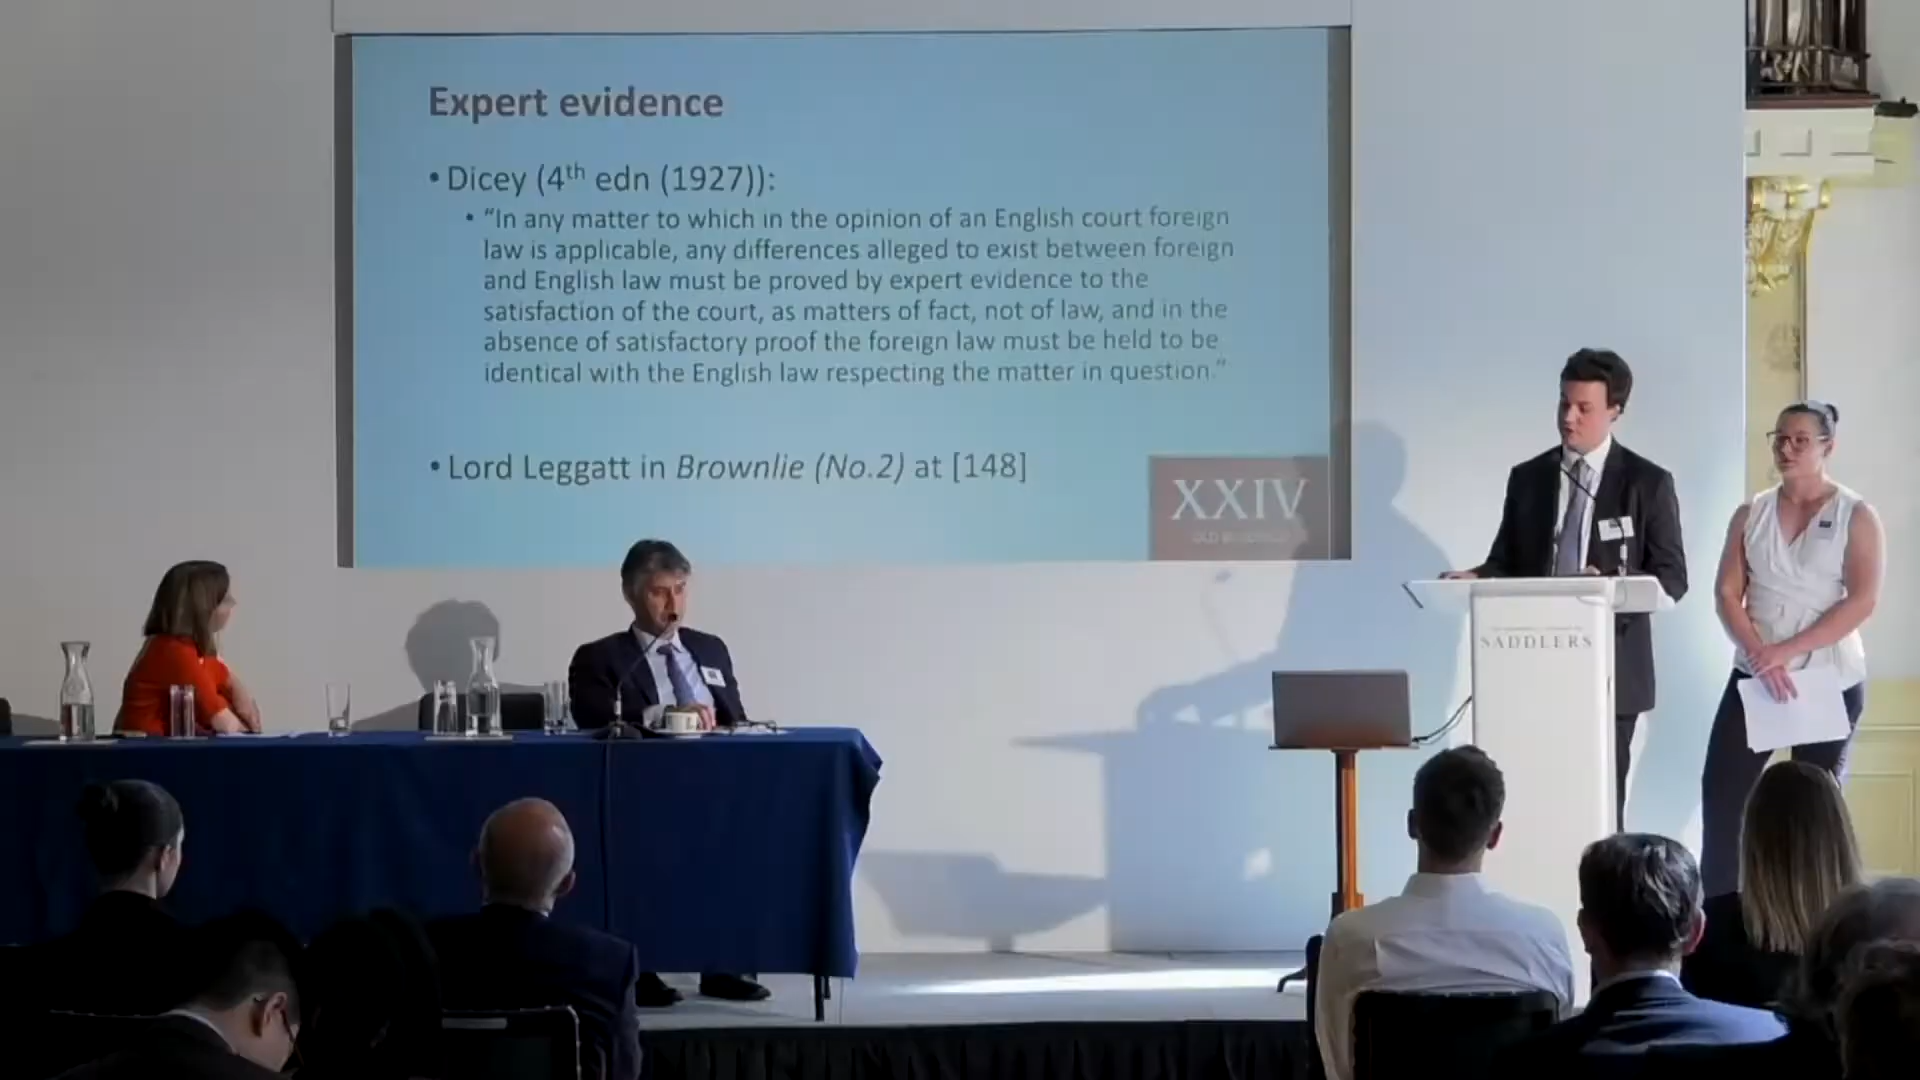 Expert evidence
• Dicey (4th edn (1927)):
• “In any matter to which in the opinion of an English court foreign
law is applicable, any differences alleged to exist between foreign
and English law must be proved by expert evidence to the
satisfaction of the court, as matters of fact, not of law, and in the
absence of satisfactory proof the foreign law must be held to be
identical with the English law respecting the matter in question.”
• Lord Leggatt in Brownlie (No.2) at [148]
XXIV
OLD BUILDINGS
SADDLERS